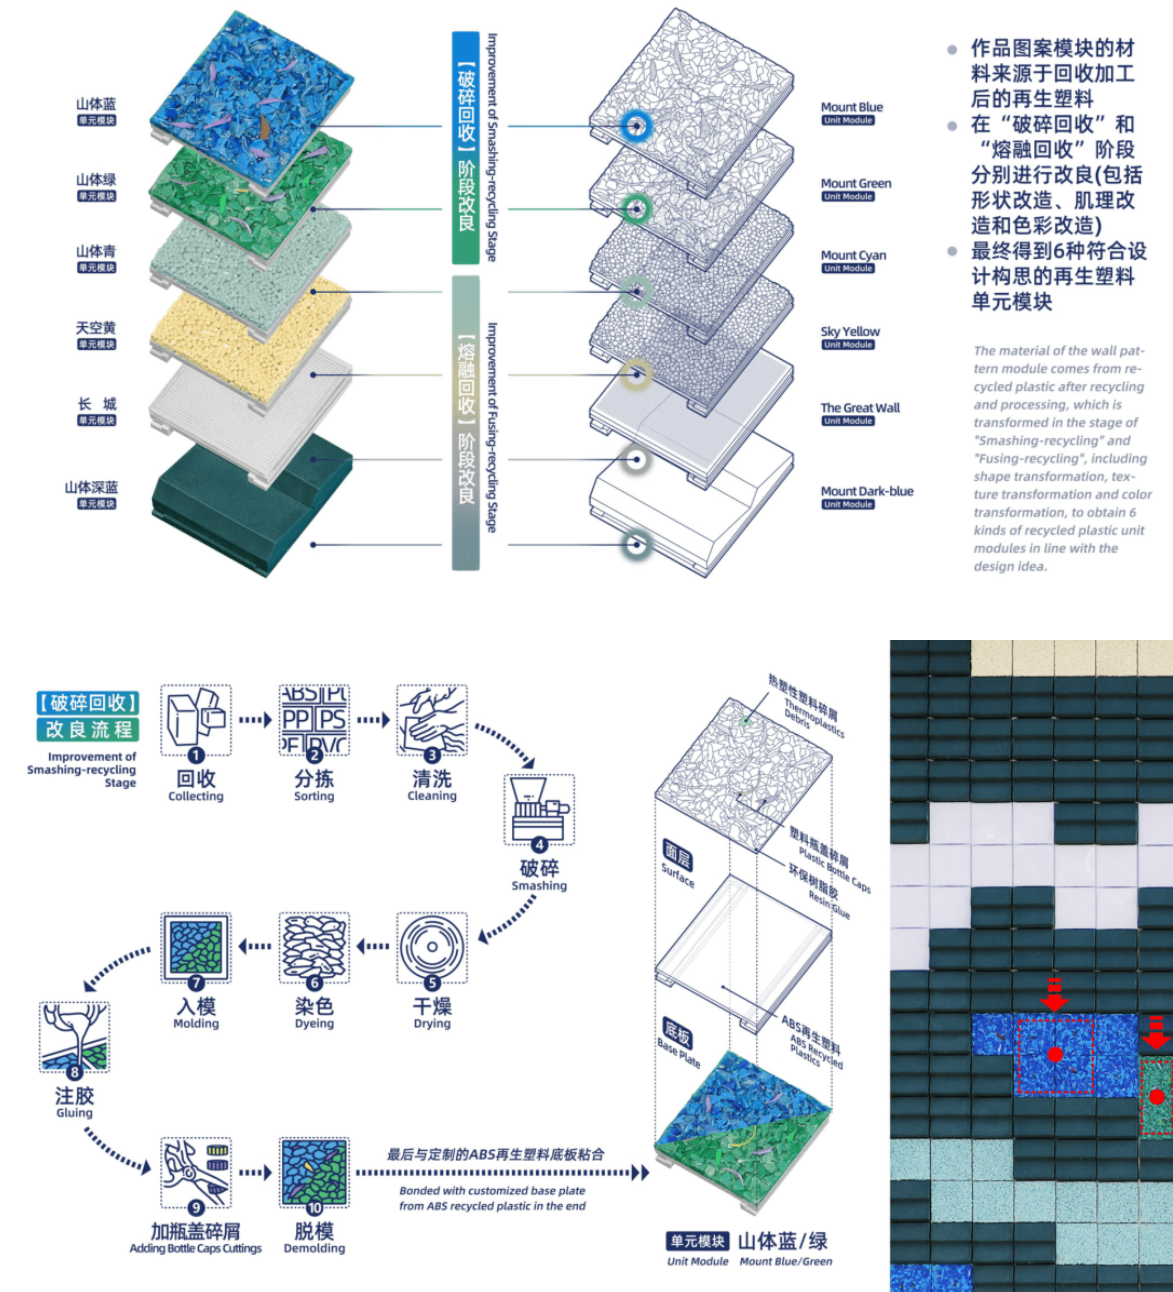 山体蓝
单元模块
山体绿
单元模块
山体青
单元模块
天空黄
单元模块
长 城
单元模块
山体深蓝
单元模块
【破碎回收】阶段改良
Improvement of Smashing-recycling Stage
【熔融回收】阶段改良
Improvement of Fusing-recycling Stage
Mount Blue
Unit Module
Mount Green
Unit Module
Mount Cyan
Unit Module
Sky Yellow
Unit Module
The Great Wall
Unit Module
Mount Dark-blue
Unit Module
作品图案模块的材
料来源于回收加工
后的再生塑料
在“破碎回收”和
“熔融回收”阶段
分别进行改良(包括
形状改造、肌理改
造和色彩改造)
最终得到6种符合设
计构思的再生塑料
单元模块
The material of the wall pat-
tern module comes from re-
cycled plastic after recycling
and processing, which is
transformed in the stage of
"Smashing-recycling" and
"Fusing-recycling", including
shape transformation, tex-
ture transformation and color
transformation, to obtain 6
kinds of recycled plastic unit
modules in line with the
design idea.
【破碎回收】
改良流程
Improvement of
Smashing-recycling
Stage
1
回收
Collecting
ABS PU
PP PS
PE PVC
2
分拣
Sorting
3
清洗
Cleaning
4
破碎
Smashing
5
干燥
Drying
6
染色
Dyeing
7
入模
Molding
8
注胶
Gluing
9
加瓶盖碎屑
Adding Bottle Caps Cuttings
10
脱模
Demolding
最后与定制的ABS再生塑料底板粘合
Bonded with customized base plate
from ABS recycled plastic in the end
热塑性塑料碎屑
Thermoplastics
Debris
塑料瓶盖碎屑
Plastic Bottle Caps
环保树脂胶
Resin Glue
面层
Surface
ABS再生塑料
ABS Recycled
Plastics
底板
Base Plate
单元模块 山体蓝/绿
Unit Module Mount Blue/Green